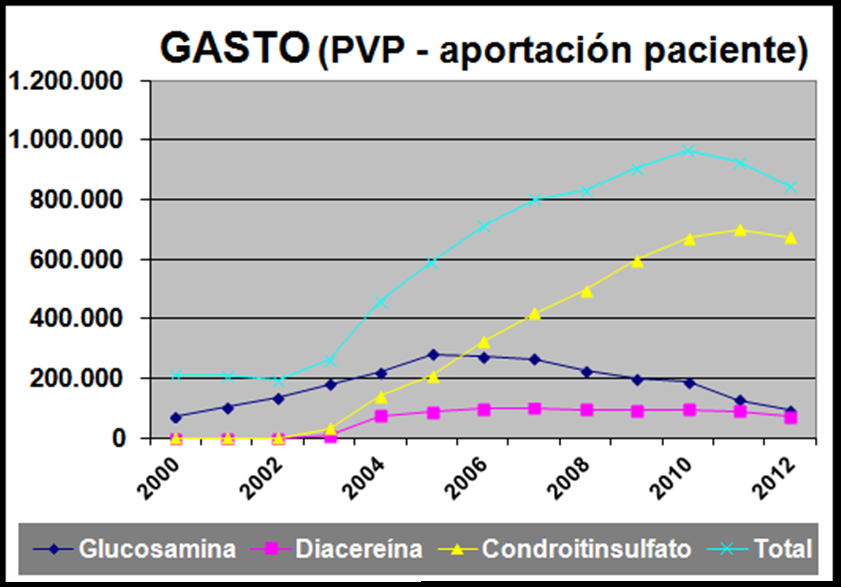 GASTO (PVP - aportación paciente)
1.200.000
1.000.000
800.000
600.000
400.000
200.000
0
2000 2002 2004 2006 2008 2010 2012
Glucosamina Diacereína Condroitinsulfato Total